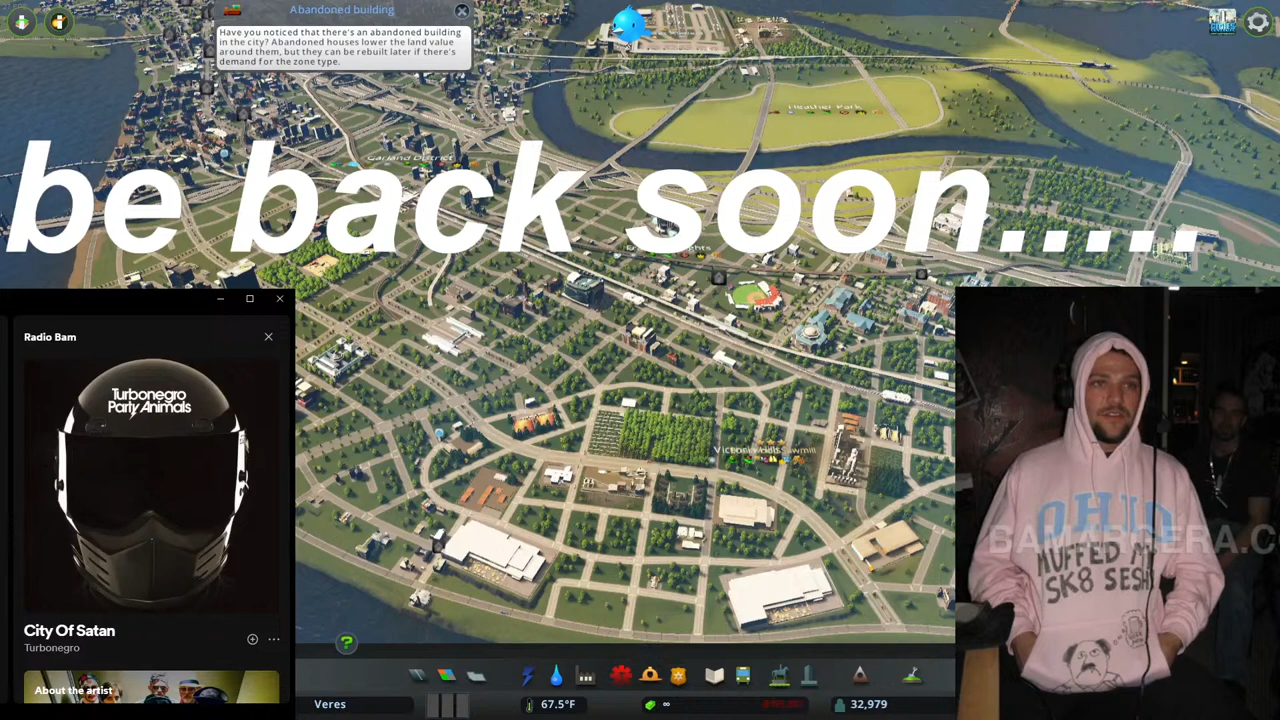 Abandoned building
Have you noticed that there's an abandoned building
in the city? Abandoned houses lower the land value
around them, but they can be rebuilt later if there's
demand for the zone type.
Heather Park
Garland District
be back soon.....
Radio Bam
Turbonegro
Party Animals
City Of Satan
Turbonegro
About the artist
OHIO
MUFFED MY
SK8 SESH
?
Veres
67.5°F
∞
32,979